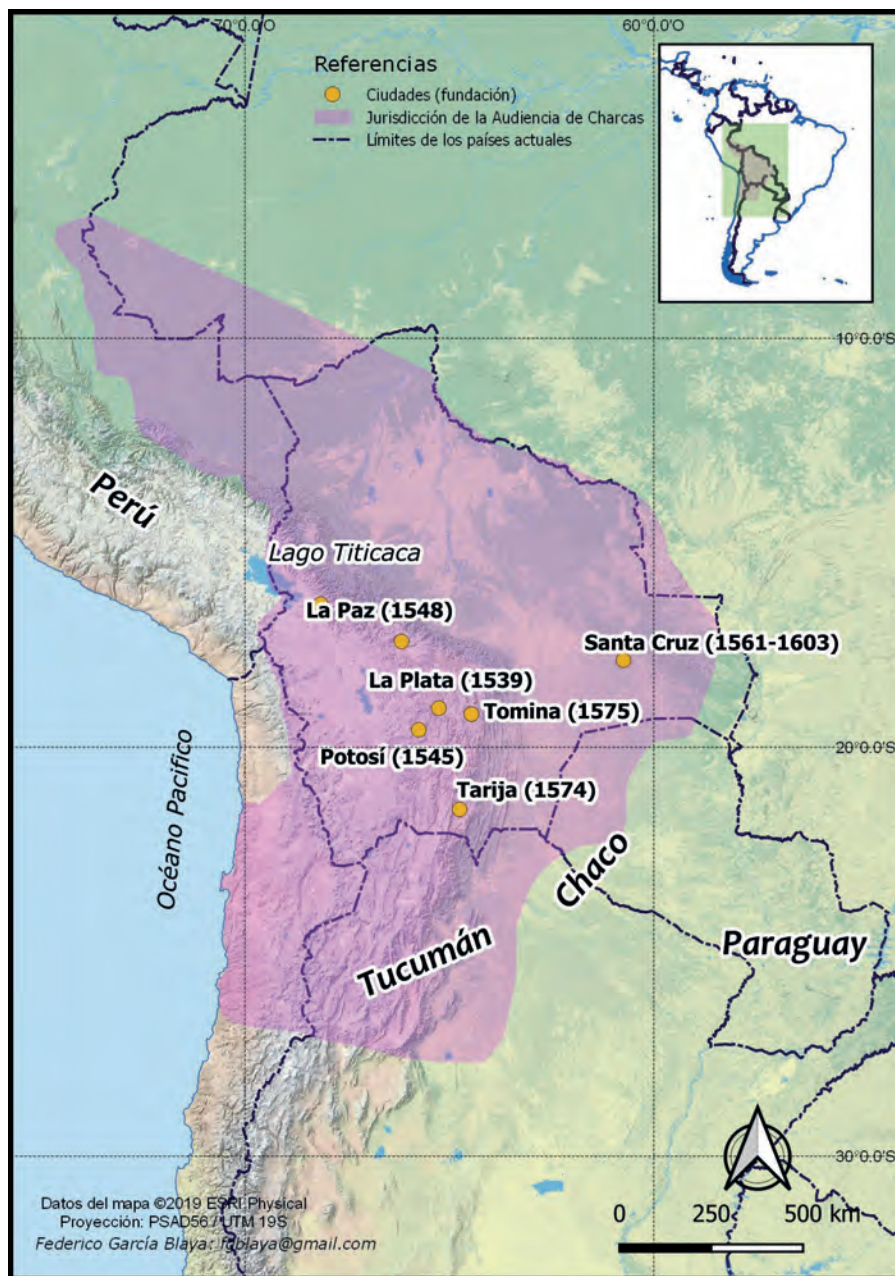 70°0.0'O
60°0.0'O
Referencias
Ciudades (fundación)
Jurisdicción de la Audiencia de Charcas
Límites de los países actuales
10°0.0'S
Perú
Lago Titicaca
La Paz (1548)
Santa Cruz (1561-1603)
La Plata (1539)
Tomina (1575)
Potosí (1545)
20°0.0'S
Tarija (1574)
Océano Pacifico
Chaco
Tucumán
Paraguay
30°0.0'S
Datos del mapa ©2019 ESRI Physical
Proyección: PSAD56 / UTM 19S
Federico García Blaya: fgblaya@gmail.com
0 250 500 km